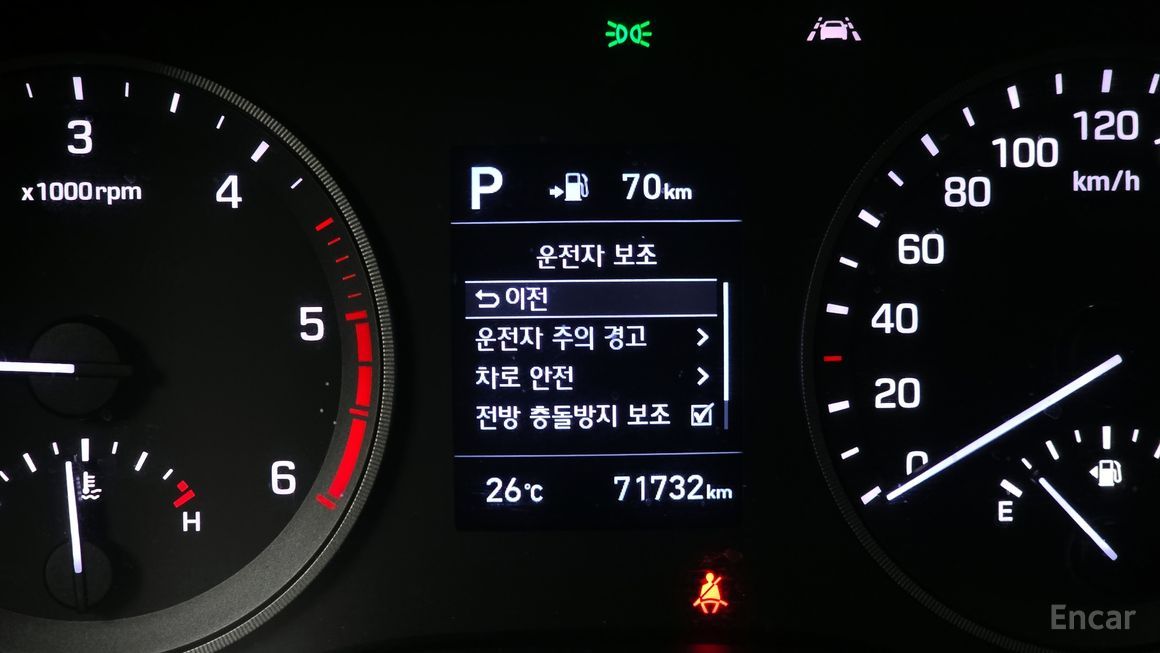 3
x1000rpm
4
5
6
H
P 70km
운전자 보조
이전
운전자 주의 경고
차로 안전
전방 충돌방지 보조
26℃ 71732km
120
100
km/h
80
60
40
20
0
E
Encar